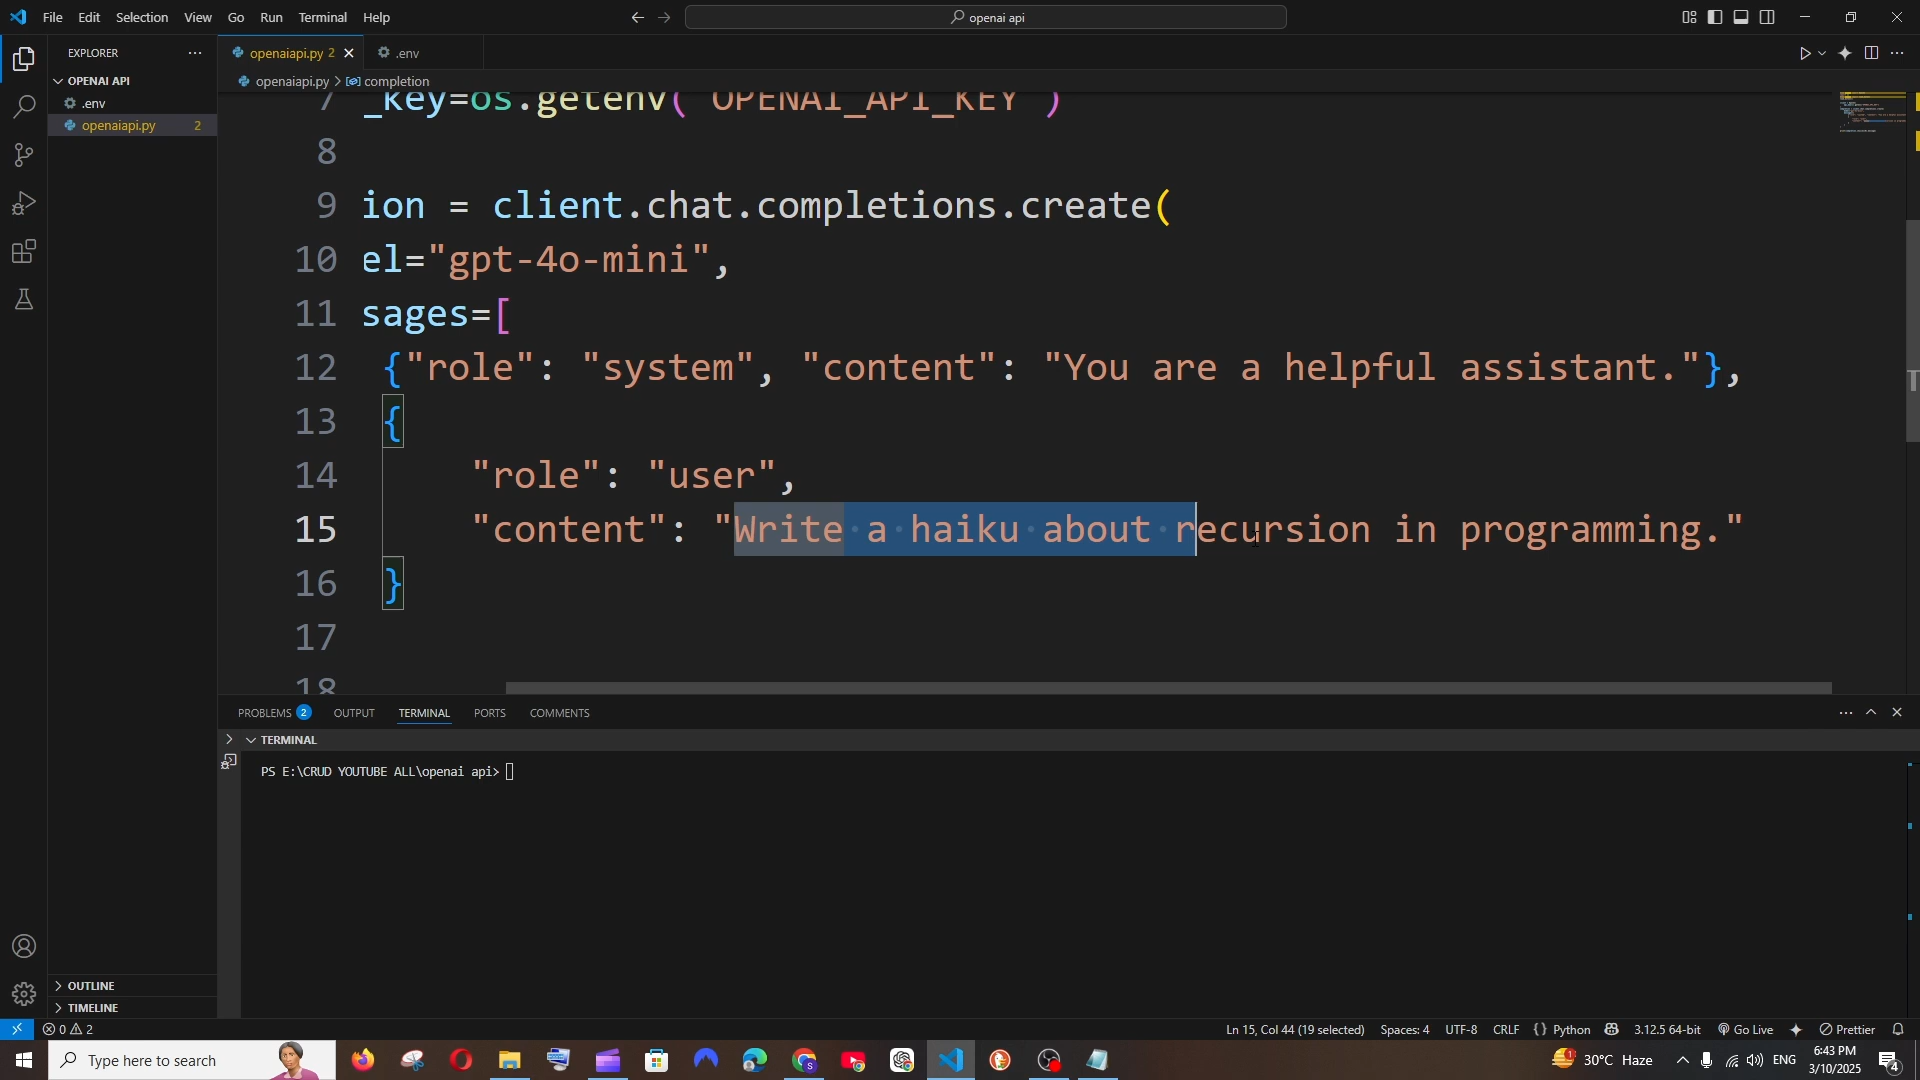 File Edit Selection View Go Run Terminal Help
openai api
EXPLORER
OPENAI API
.env
openaiapi.py 2
openaiapi.py 2
.env
openaiapi.py > completion
7 _key=os.getenv("OPENAI_API_KEY")
8
9 ion = client.chat.completions.create(
10 el="gpt-4o-mini",
11 sages=[
12 {"role": "system", "content": "You are a helpful assistant."},
13 {
14 "role": "user",
15 "content": "Write a haiku about recursion in programming."
16 }
17
18
PROBLEMS 2 OUTPUT TERMINAL PORTS COMMENTS
TERMINAL
PS E:\CRUD YOUTUBE ALL\openai api>
OUTLINE
TIMELINE
0 2
Ln 15, Col 44 (19 selected) Spaces: 4 UTF-8 CRLF {} Python 3.12.5 64-bit Go Live Prettier
Type here to search
30°C Haze
ENG
6:43 PM
3/10/2025
4